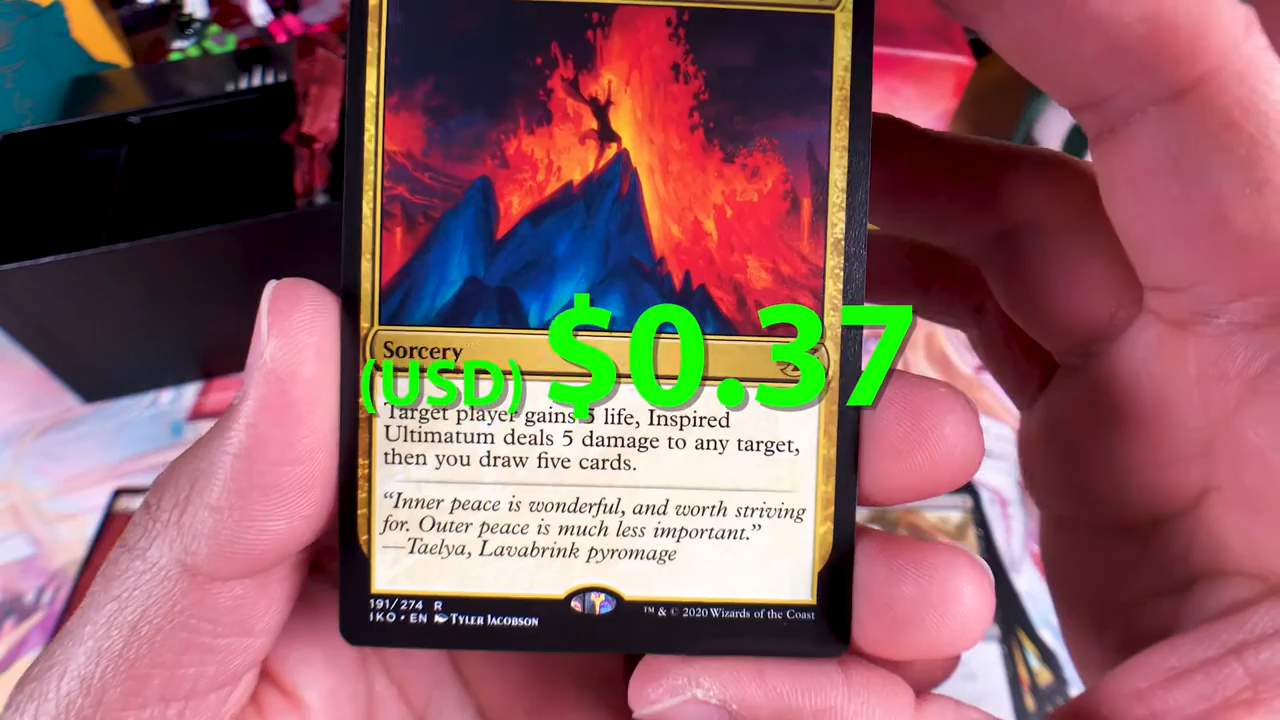 Sorcery
(USD) $0.37
Target player gains 5 life, Inspired
Ultimatum deals 5 damage to any target,
then you draw five cards.
“Inner peace is wonderful, and worth striving
for. Outer peace is much less important.”
—Taelya, Lavabrink pyromage
191/274 R
IKO • EN Tyler Jacobson
™ & © 2020 Wizards of the Coast